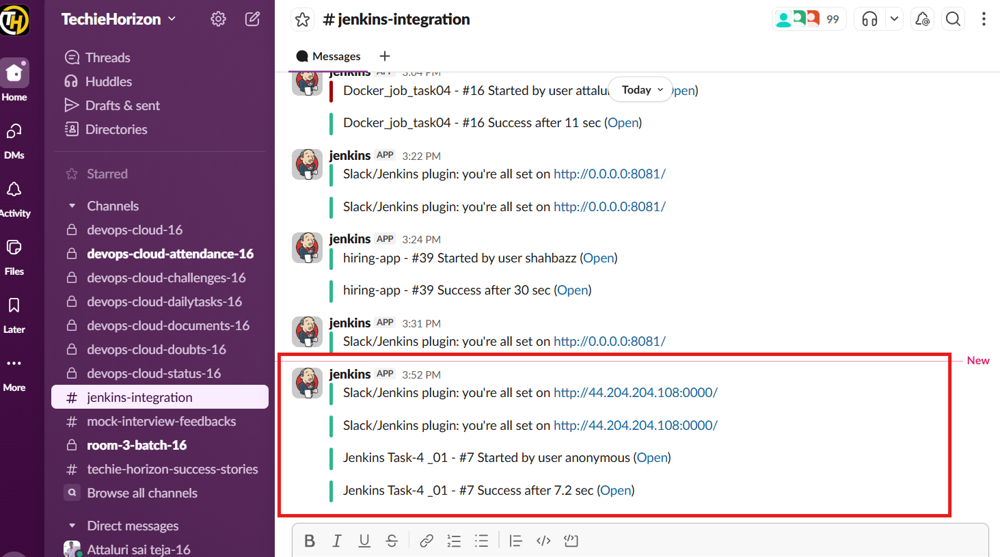 TH
TechieHorizon
Home
DMs
Activity
Files
Later
More
Threads
Huddles
Drafts & sent
Directories
Starred
Channels
devops-cloud-16
devops-cloud-attendance-16
devops-cloud-challenges-16
devops-cloud-dailytasks-16
devops-cloud-documents-16
devops-cloud-doubts-16
devops-cloud-status-16
# jenkins-integration
# mock-interview-feedbacks
room-3-batch-16
# techie-horizon-success-stories
Browse all channels
Direct messages
Attaluri sai teja-16
# jenkins-integration
99
Messages +
Today
jenkins APP 3:04 PM
Docker_job_task04 - #16 Started by user attalu pen)
Docker_job_task04 - #16 Success after 11 sec (Open)
jenkins APP 3:22 PM
Slack/Jenkins plugin: you're all set on http://0.0.0.0:8081/
Slack/Jenkins plugin: you're all set on http://0.0.0.0:8081/
jenkins APP 3:24 PM
hiring-app - #39 Started by user shahbazz (Open)
hiring-app - #39 Success after 30 sec (Open)
jenkins APP 3:31 PM
Slack/Jenkins plugin: you're all set on http://0.0.0.0:8081/
New
jenkins APP 3:52 PM
Slack/Jenkins plugin: you're all set on http://44.204.204.108:0000/
Slack/Jenkins plugin: you're all set on http://44.204.204.108:0000/
Jenkins Task-4 _01 - #7 Started by user anonymous (Open)
Jenkins Task-4 _01 - #7 Success after 7.2 sec (Open)
B I U S